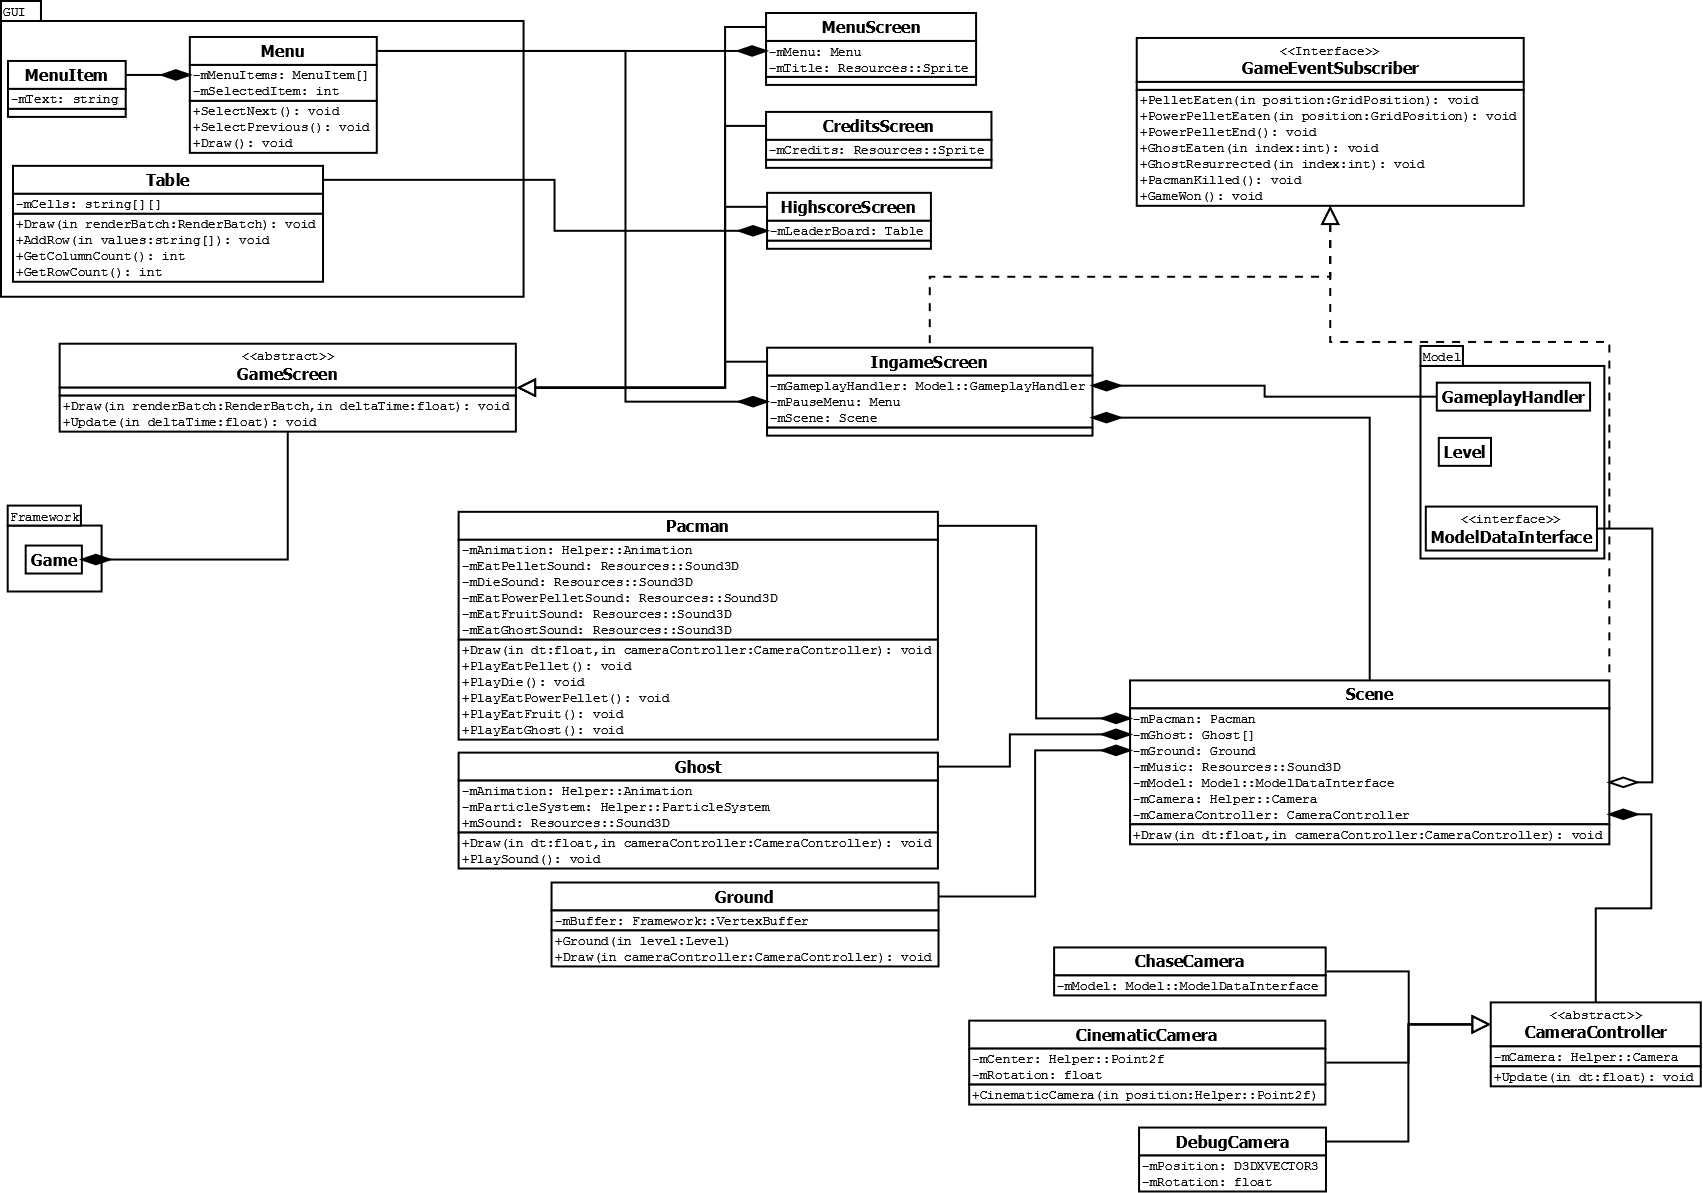 GUI
MenuItem
-mText: string
Menu
-mMenuItems: MenuItem[]
-mSelectedItem: int
+SelectNext(): void
+SelectPrevious(): void
+Draw(): void
Table
-mCells: string[][]
+Draw(in renderBatch:RenderBatch): void
+AddRow(in values:string[]): void
+GetColumnCount(): int
+GetRowCount(): int
MenuScreen
-mMenu: Menu
-mTitle: Resources::Sprite
CreditsScreen
-mCredits: Resources::Sprite
HighscoreScreen
-mLeaderBoard: Table
<<Interface>>
GameEventSubscriber
+PelletEaten(in position:GridPosition): void
+PowerPelletEaten(in position:GridPosition): void
+PowerPelletEnd(): void
+GhostEaten(in index:int): void
+GhostResurrected(in index:int): void
+PacmanKilled(): void
+GameWon(): void
<<abstract>>
GameScreen
+Draw(in renderBatch:RenderBatch,in deltaTime:float): void
+Update(in deltaTime:float): void
IngameScreen
-mGameplayHandler: Model::GameplayHandler
-mPauseMenu: Menu
-mScene: Scene
Model
GameplayHandler
Level
<<interface>>
ModelDataInterface
Framework
Game
Pacman
-mAnimation: Helper::Animation
-mEatPelletSound: Resources::Sound3D
-mDieSound: Resources::Sound3D
-mEatPowerPelletSound: Resources::Sound3D
-mEatFruitSound: Resources::Sound3D
-mEatGhostSound: Resources::Sound3D
+Draw(in dt:float,in cameraController:CameraController): void
+PlayEatPellet(): void
+PlayDie(): void
+PlayEatPowerPellet(): void
+PlayEatFruit(): void
+PlayEatGhost(): void
Ghost
-mAnimation: Helper::Animation
-mParticleSystem: Helper::ParticleSystem
+mSound: Resources::Sound3D
+Draw(in dt:float,in cameraController:CameraController): void
+PlaySound(): void
Ground
-mBuffer: Framework::VertexBuffer
+Ground(in level:Level)
+Draw(in cameraController:CameraController): void
Scene
-mPacman: Pacman
-mGhost: Ghost[]
-mGround: Ground
-mMusic: Resources::Sound3D
-mModel: Model::ModelDataInterface
-mCamera: Helper::Camera
-mCameraController: CameraController
+Draw(in dt:float,in cameraController:CameraController): void
ChaseCamera
-mModel: Model::ModelDataInterface
CinematicCamera
-mCenter: Helper::Point2f
-mRotation: float
+CinematicCamera(in position:Helper::Point2f)
DebugCamera
-mPosition: D3DXVECTOR3
-mRotation: float
<<abstract>>
CameraController
-mCamera: Helper::Camera
+Update(in dt:float): void